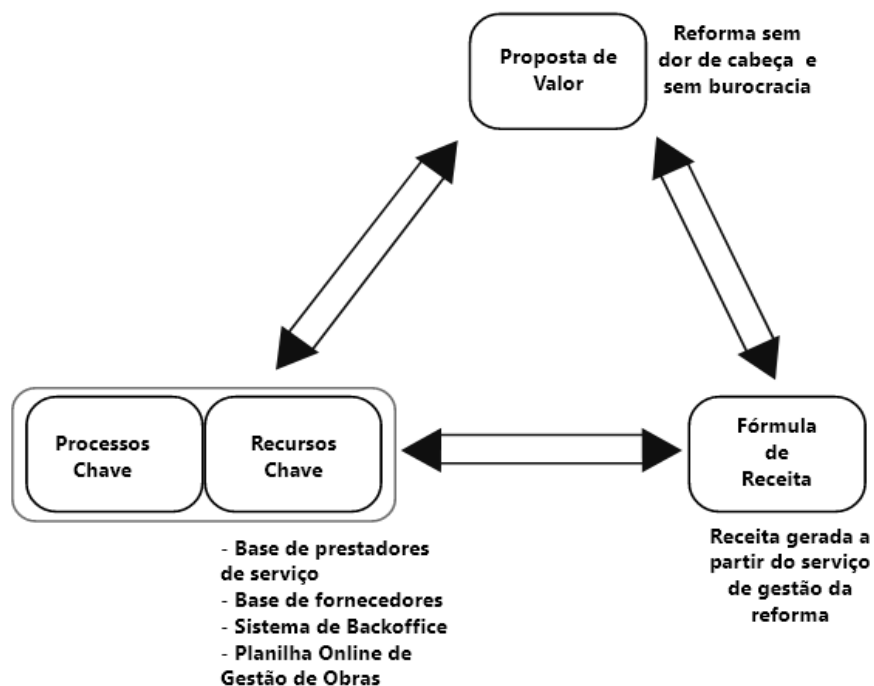 Proposta de
Valor
Reforma sem
dor de cabeça e
sem burocracia
Processos
Chave
Recursos
Chave
Fórmula
de
Receita
- Base de prestadores
de serviço
- Base de fornecedores
- Sistema de Backoffice
- Planilha Online de
Gestão de Obras
Receita gerada a
partir do serviço
de gestão da
reforma